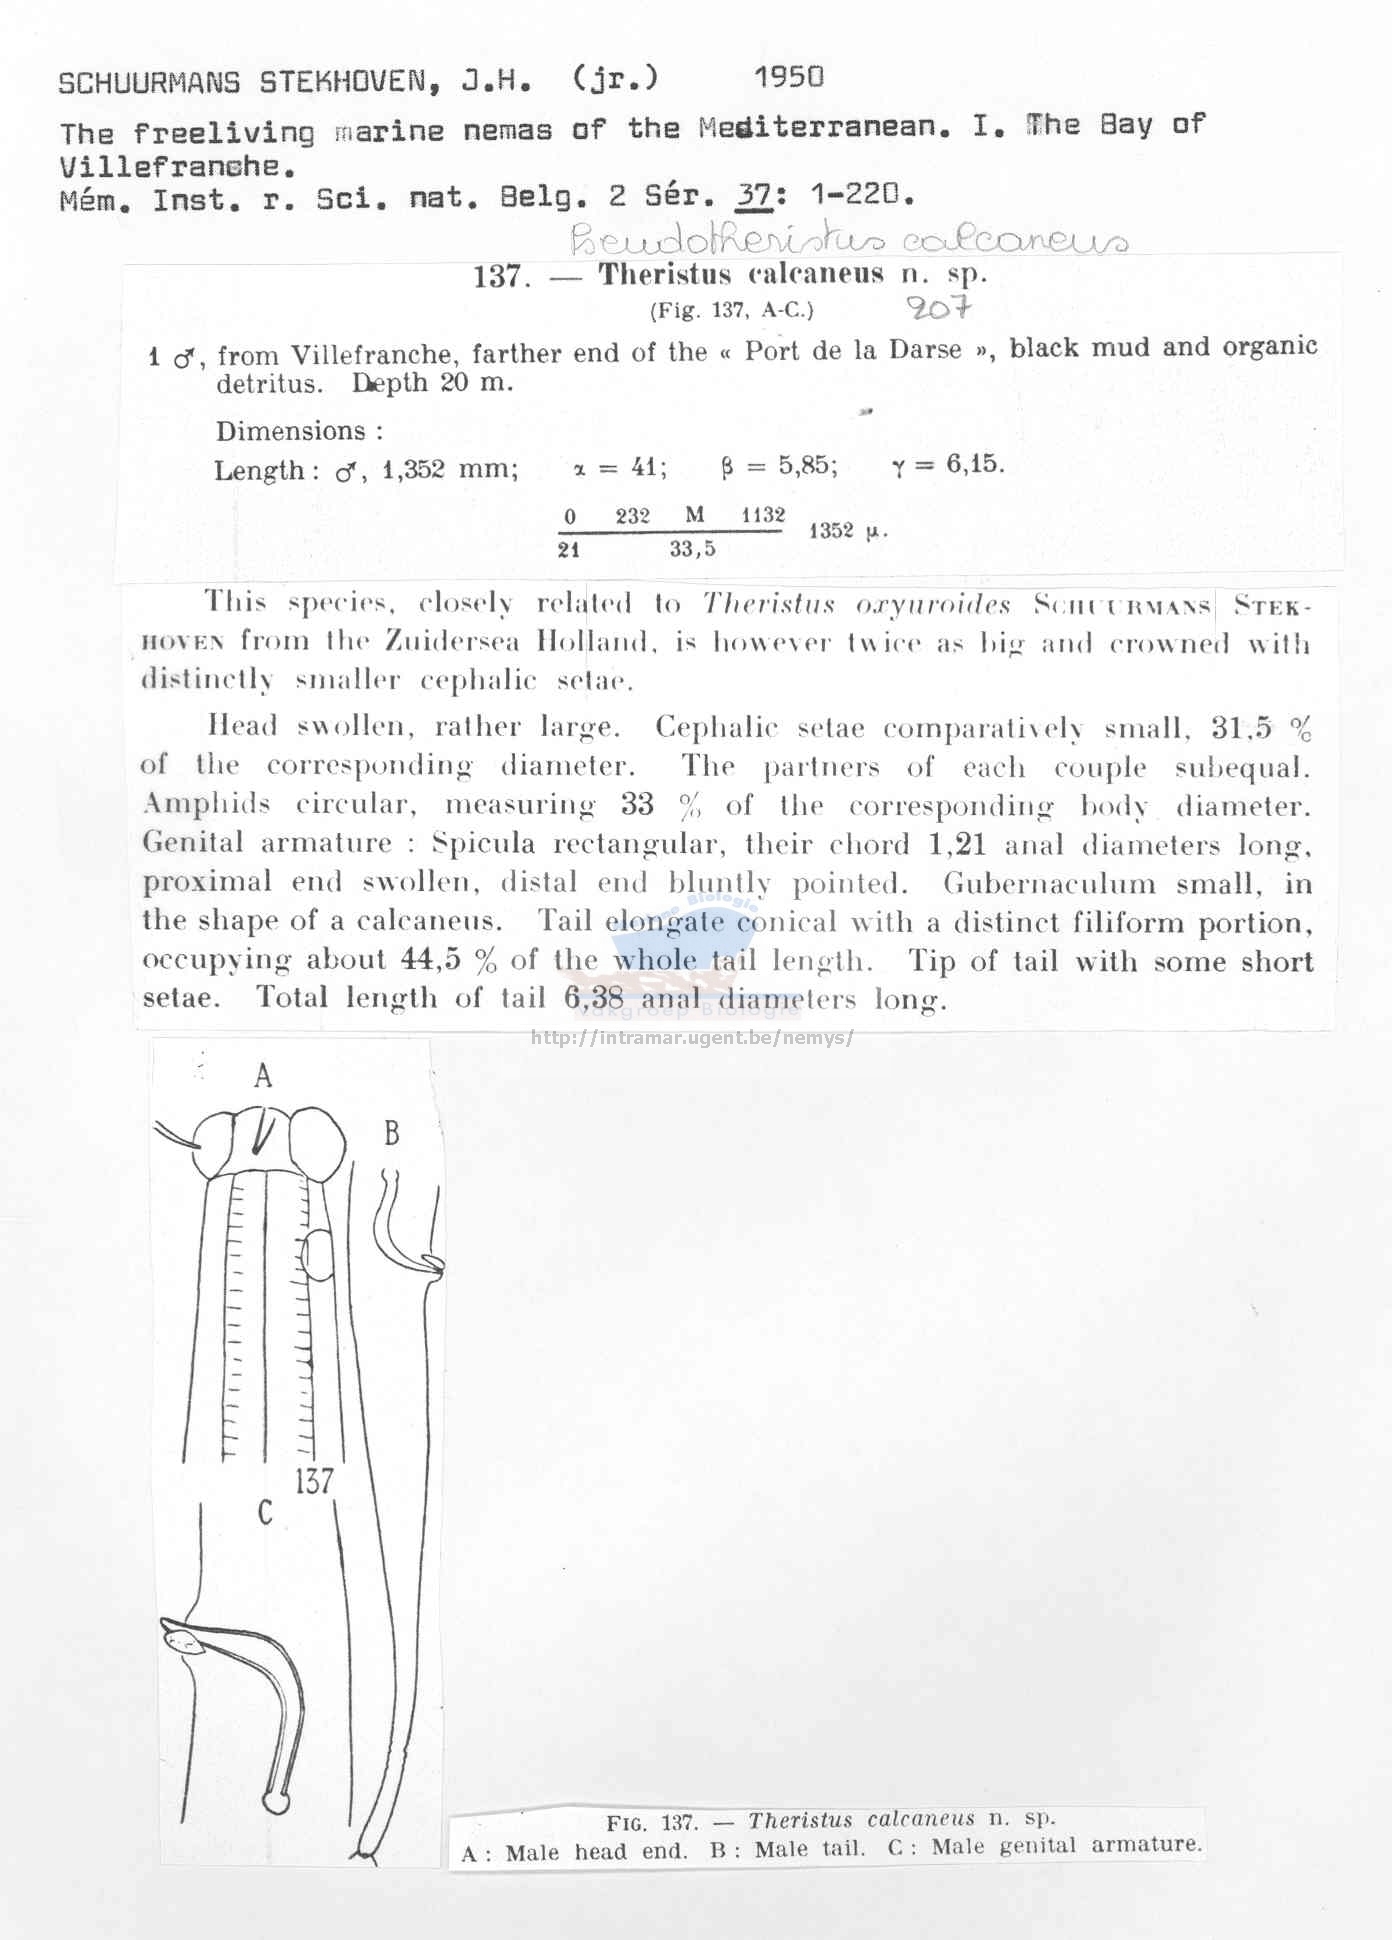 SCHUURMANS STEKHOVEN, J.H. (jr.) 1950
The freeliving marine nemas of the Mediterranean. I. The Bay of
Villefranche.
Mém. Inst. r. Sci. nat. Belg. 2 Sér. 37: 1-220.
Pseudotheristus calcaneus
137. — Theristus calcaneus n. sp.
(Fig. 137, A-C.) 207
1 ♂, from Villefranche, farther end of the « Port de la Darse », black mud and organic
detritus. Depth 20 m.
Dimensions :
Length : ♂, 1,352 mm; α = 41; β = 5,85; γ = 6,15.
0 232 M 1132
1352 μ.
21 33,5
This species, closely related to Theristus oxyuroides SCHUURMANS STEK-
HOVEN from the Zuidersea Holland, is however twice as big and crowned with
distinctly smaller cephalic setae.
Head swollen, rather large. Cephalic setae comparatively small, 31,5 %
of the corresponding diameter. The partners of each couple subequal.
Amphids circular, measuring 33 % of the corresponding body diameter.
Genital armature : Spicula rectangular, their chord 1,21 anal diameters long,
proximal end swollen, distal end bluntly pointed. Gubernaculum small, in
the shape of a calcaneus. Tail elongate conical with a distinct filiform portion,
occupying about 44,5 % of the whole tail length. Tip of tail with some short
setae. Total length of tail 6,38 anal diameters long.
Vakgroep Biologie
http://intramar.ugent.be/nemys/
A
B
137
C
FIG. 137. — Theristus calcaneus n. sp.
A : Male head end. B : Male tail. C : Male genital armature.